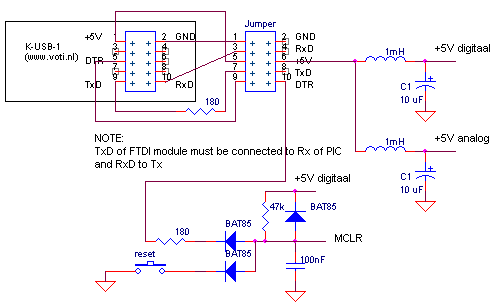 Jumper
K-USB-1
(www.voti.nl)
+5V
DTR
TxD
1
3
5
7
9
2
4
6
8
10
GND
RxD
1
3
5
7
9
2
4
6
8
10
GND
RxD
+5V
TxD
DTR
180
1mH
+5V digitaal
C1
10 uF
1mH
+5V analog
C1
10 uF
NOTE:
TxD of FTDI module must be connected to Rx of PIC
and RxD to Tx
+5V digitaal
47k
BAT85
180
BAT85
MCLR
reset
BAT85
100nF